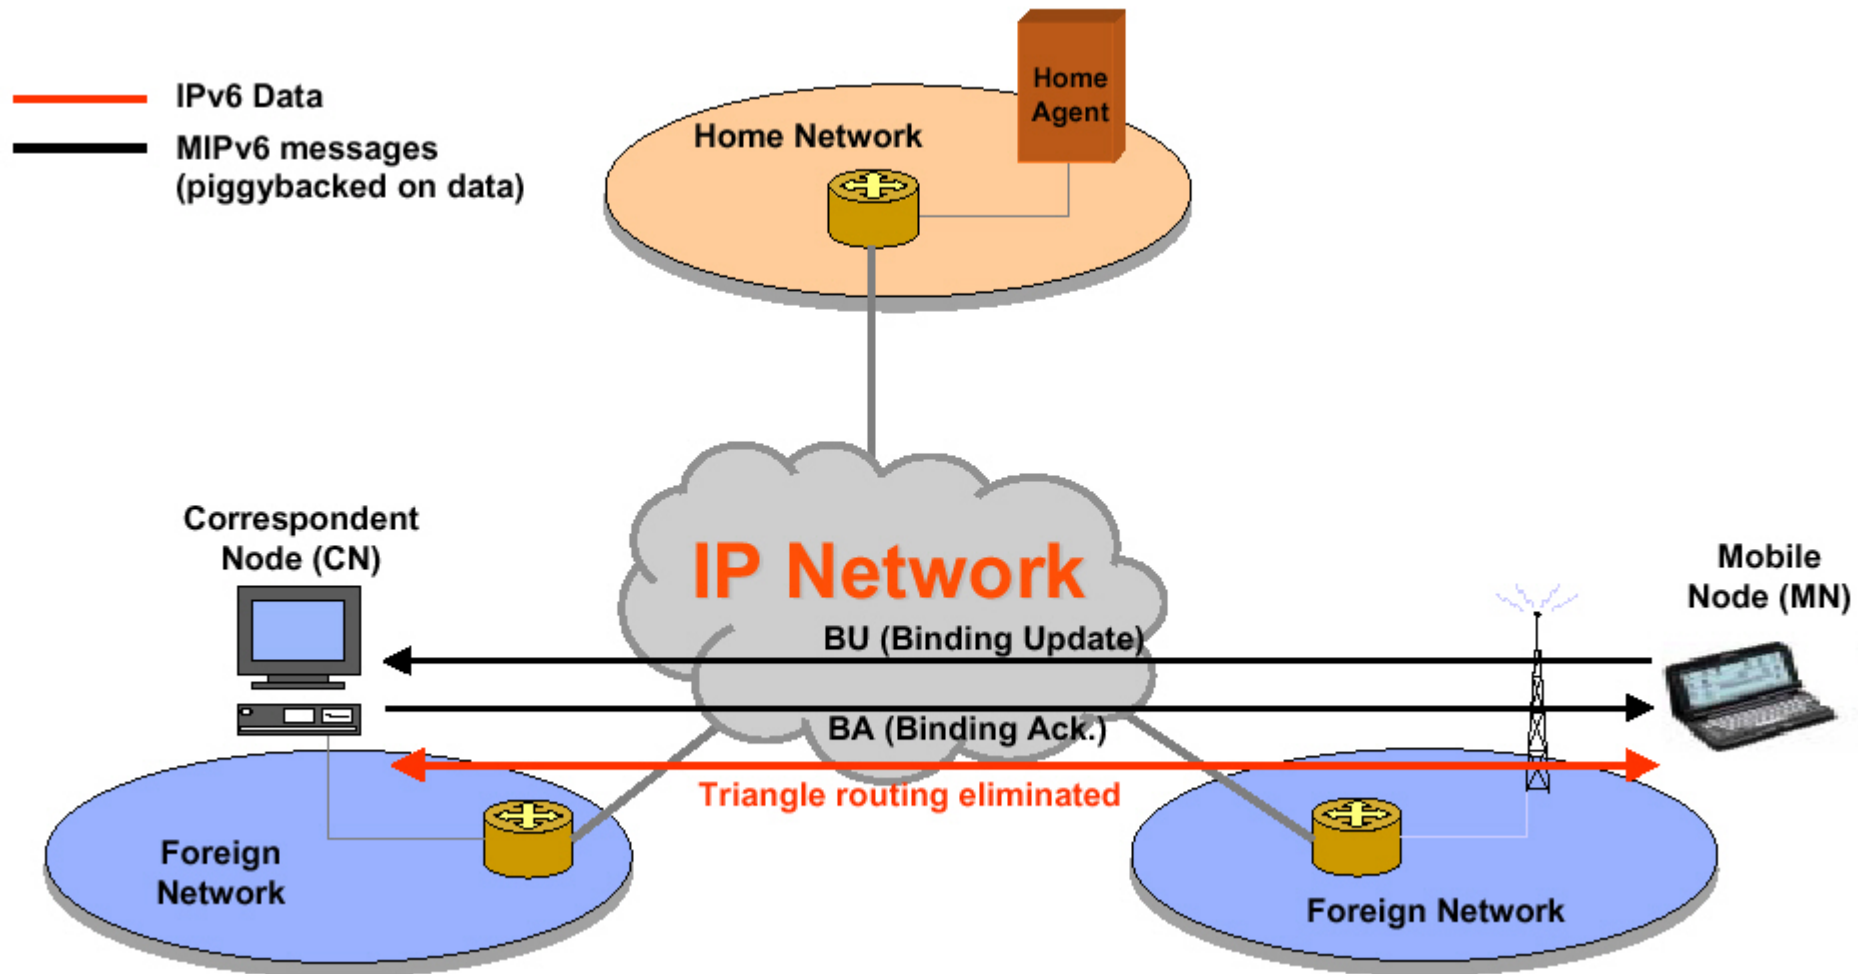 IPv6 Data
MIPv6 messages
(piggybacked on data)
Home
Agent
Home Network
Correspondent
Node (CN)
IP Network
Mobile
Node (MN)
BU (Binding Update)
BA (Binding Ack.)
Triangle routing eliminated
Foreign
Network
Foreign Network